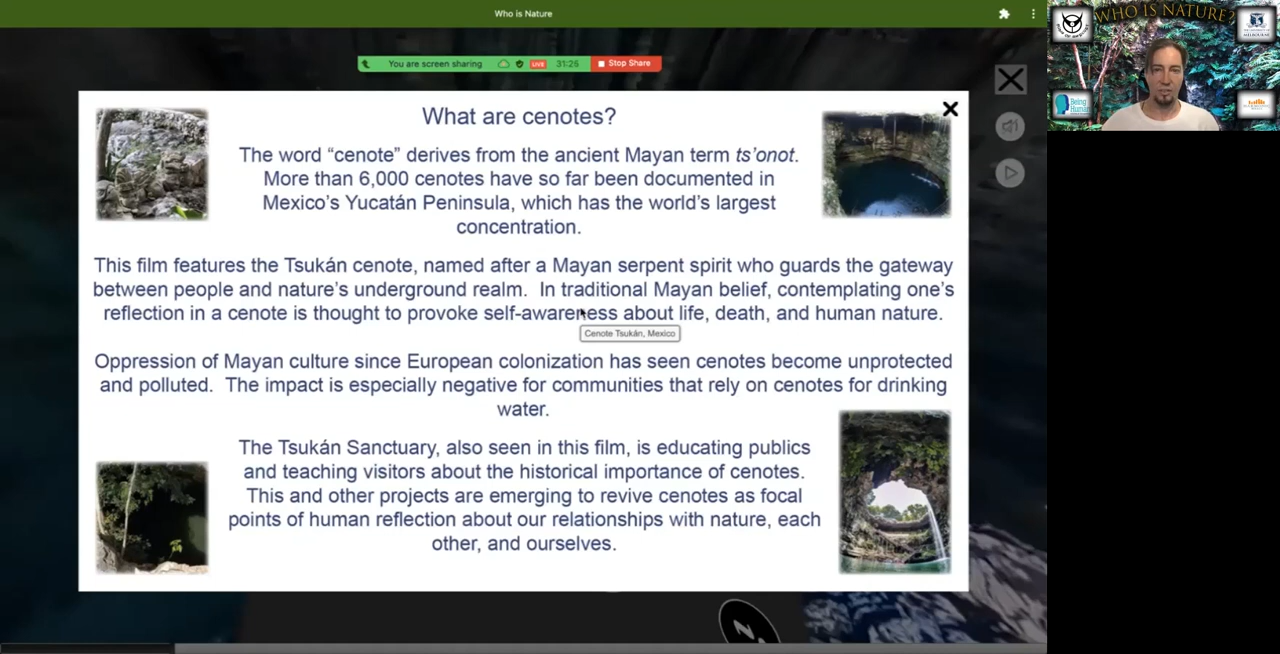 Who is Nature
You are screen sharing
LIVE
31:25
Stop Share
WHO IS NATURE?
MELBOURNE
Being
Human
What are cenotes?
The word “cenote” derives from the ancient Mayan term ts’onot.
More than 6,000 cenotes have so far been documented in
Mexico’s Yucatán Peninsula, which has the world’s largest
concentration.
This film features the Tsukán cenote, named after a Mayan serpent spirit who guards the gateway
between people and nature’s underground realm. In traditional Mayan belief, contemplating one’s
reflection in a cenote is thought to provoke self-awareness about life, death, and human nature.
Cenote Tsukán, Mexico
Oppression of Mayan culture since European colonization has seen cenotes become unprotected
and polluted. The impact is especially negative for communities that rely on cenotes for drinking
water.
The Tsukán Sanctuary, also seen in this film, is educating publics
and teaching visitors about the historical importance of cenotes.
This and other projects are emerging to revive cenotes as focal
points of human reflection about our relationships with nature, each
other, and ourselves.
N